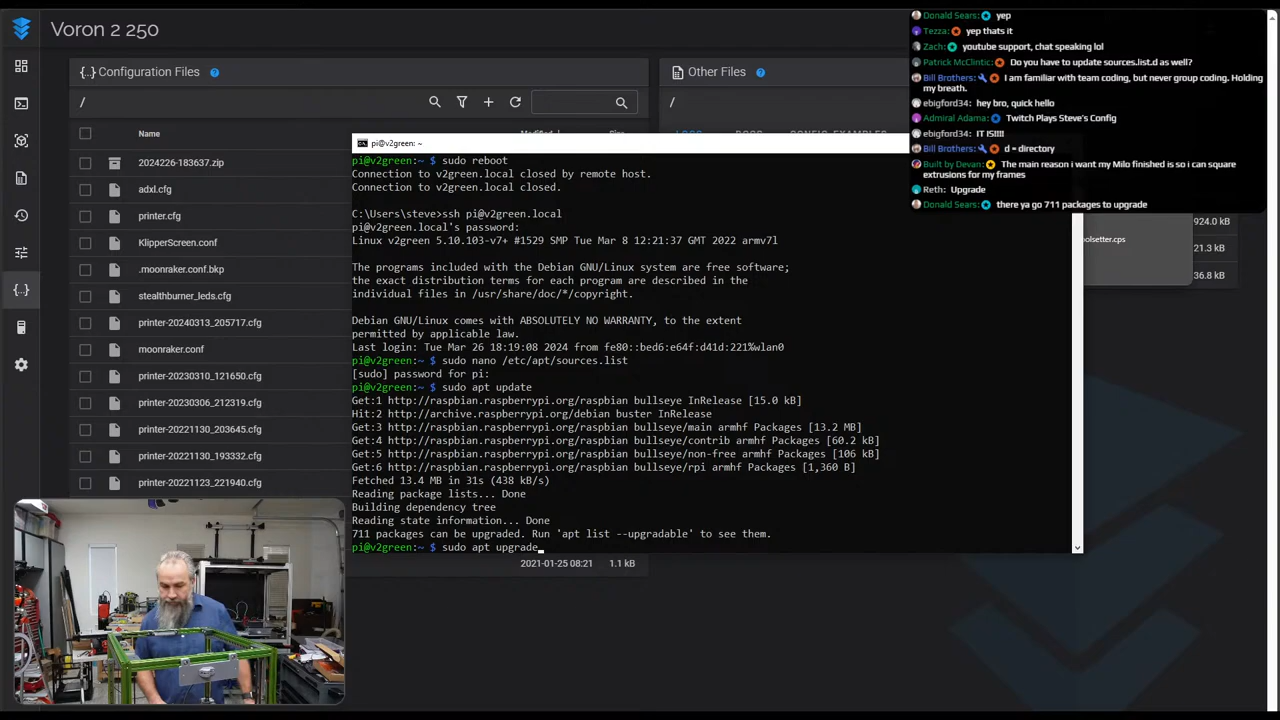 Voron 2 250
{..} Configuration Files
Other Files
/
/
Name
Modified
Size
LOGS
DOCS
CONFIG_EXAMPLES
2024226-183637.zip
adxl.cfg
printer.cfg
KlipperScreen.conf
.moonraker.conf.bkp
stealthburner_leds.cfg
printer-20240313_205717.cfg
moonraker.conf
printer-20230310_121650.cfg
printer-20230306_212319.cfg
printer-20221130_203645.cfg
printer-20221130_193332.cfg
printer-20221123_221940.cfg
2021-01-25 08:21
1.1 kB
924.0 kB
olsetter.cps
21.3 kB
36.8 kB
pi@v2green: ~
pi@v2green:~ $ sudo reboot
Connection to v2green.local closed by remote host.
Connection to v2green.local closed.
C:\Users\steve>ssh pi@v2green.local
pi@v2green.local's password:
Linux v2green 5.10.103-v7+ #1529 SMP Tue Mar 8 12:21:37 GMT 2022 armv7l
The programs included with the Debian GNU/Linux system are free software;
the exact distribution terms for each program are described in the
individual files in /usr/share/doc/*/copyright.
Debian GNU/Linux comes with ABSOLUTELY NO WARRANTY, to the extent
permitted by applicable law.
Last login: Tue Mar 26 18:19:08 2024 from fe80::bed6:e64f:d41d:221%wlan0
pi@v2green:~ $ sudo nano /etc/apt/sources.list
[sudo] password for pi:
pi@v2green:~ $ sudo apt update
Get:1 http://raspbian.raspberrypi.org/raspbian bullseye InRelease [15.0 kB]
Hit:2 http://archive.raspberrypi.org/debian buster InRelease
Get:3 http://raspbian.raspberrypi.org/raspbian bullseye/main armhf Packages [13.2 MB]
Get:4 http://raspbian.raspberrypi.org/raspbian bullseye/contrib armhf Packages [60.2 kB]
Get:5 http://raspbian.raspberrypi.org/raspbian bullseye/non-free armhf Packages [106 kB]
Get:6 http://raspbian.raspberrypi.org/raspbian bullseye/rpi armhf Packages [1,360 B]
Fetched 13.4 MB in 31s (438 kB/s)
Reading package lists... Done
Building dependency tree
Reading state information... Done
711 packages can be upgraded. Run 'apt list --upgradable' to see them.
pi@v2green:~ $ sudo apt upgrade
Donald Sears: yep
Tezza: yep thats it
Zach: youtube support, chat speaking lol
Patrick McClintic: Do you have to update sources.list.d as well?
Bill Brothers: I am familiar with team coding, but never group coding. Holding
my breath.
ebigford34: hey bro, quick hello
Admiral Adama: Twitch Plays Steve's Config
ebigford34: IT IS!!!!
Bill Brothers: d = directory
Built by Devan: The main reason i want my Milo finished is so i can square
extrusions for my frames
Reth: Upgrade
Donald Sears: there ya go 711 packages to upgrade